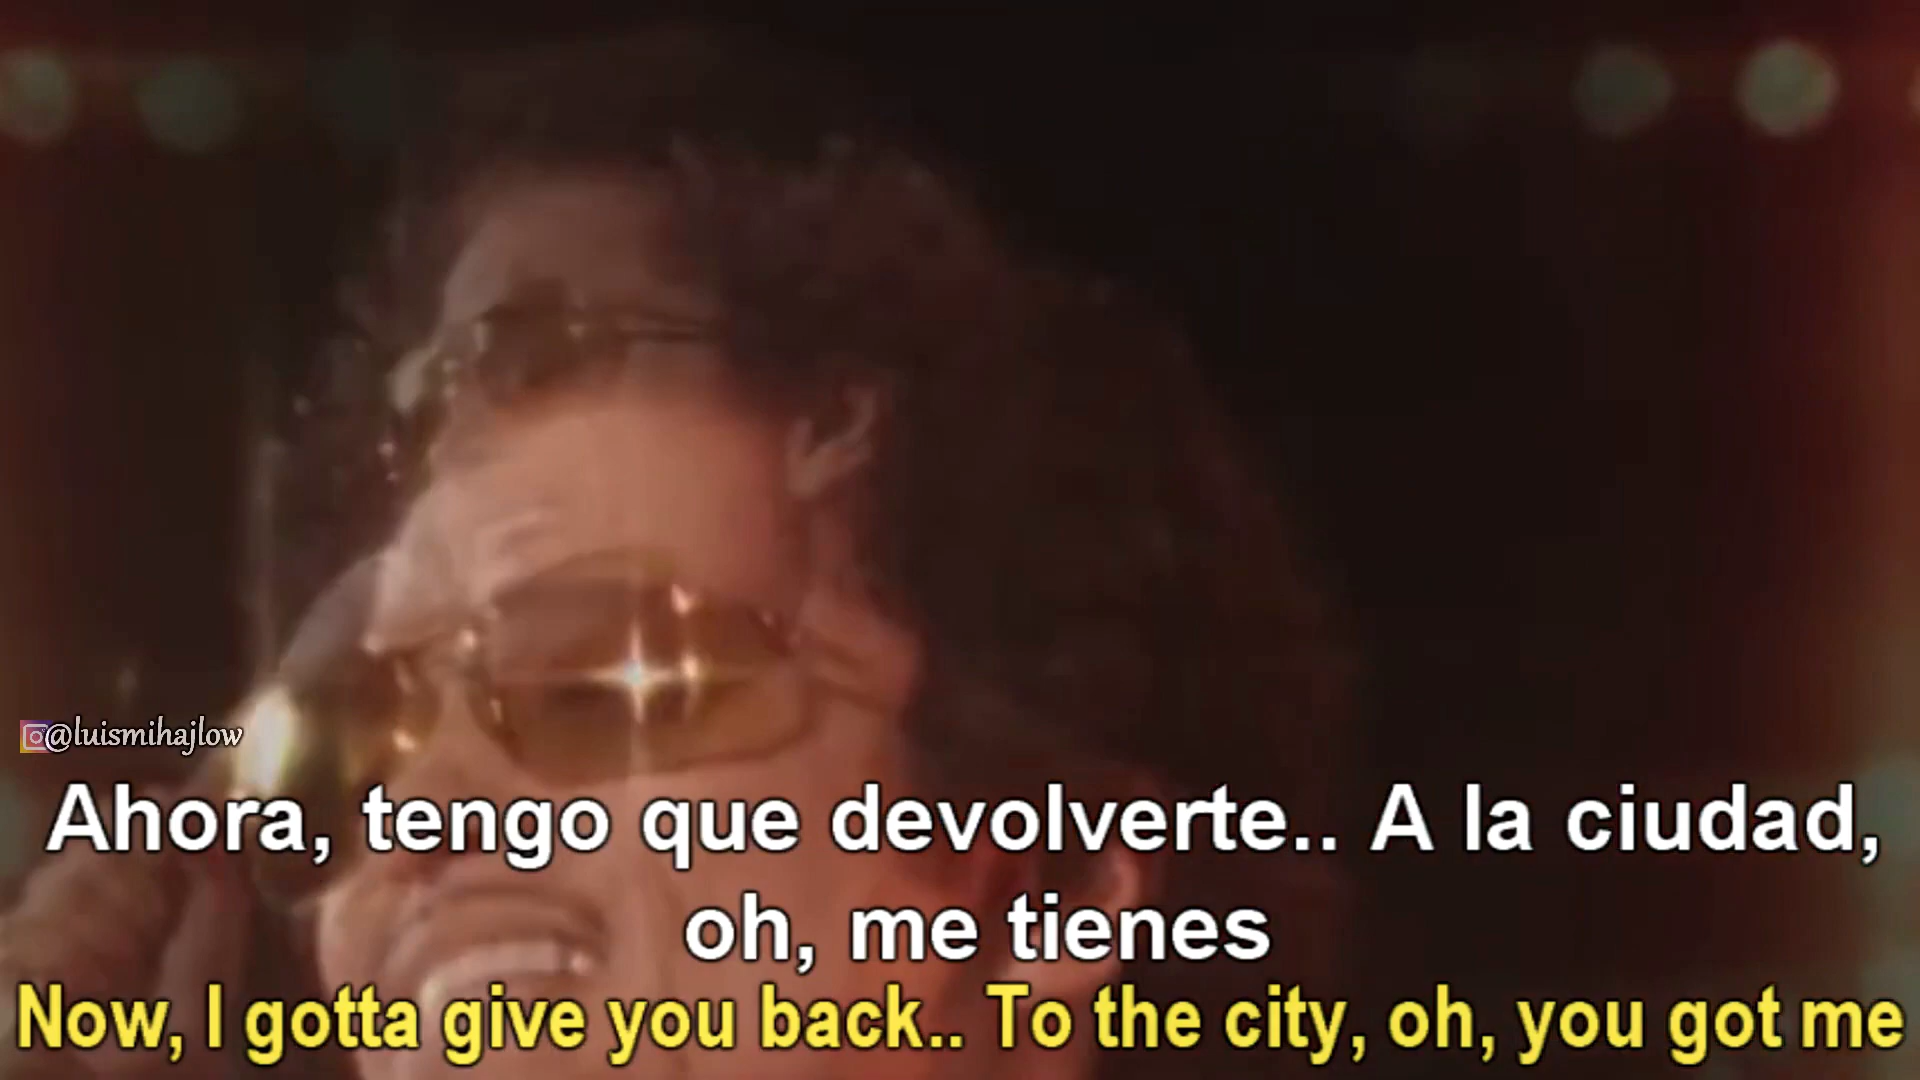 @luismihajlow
Ahora, tengo que devolverte.. A la ciudad,
oh, me tienes
Now, I gotta give you back.. To the city, oh, you got me